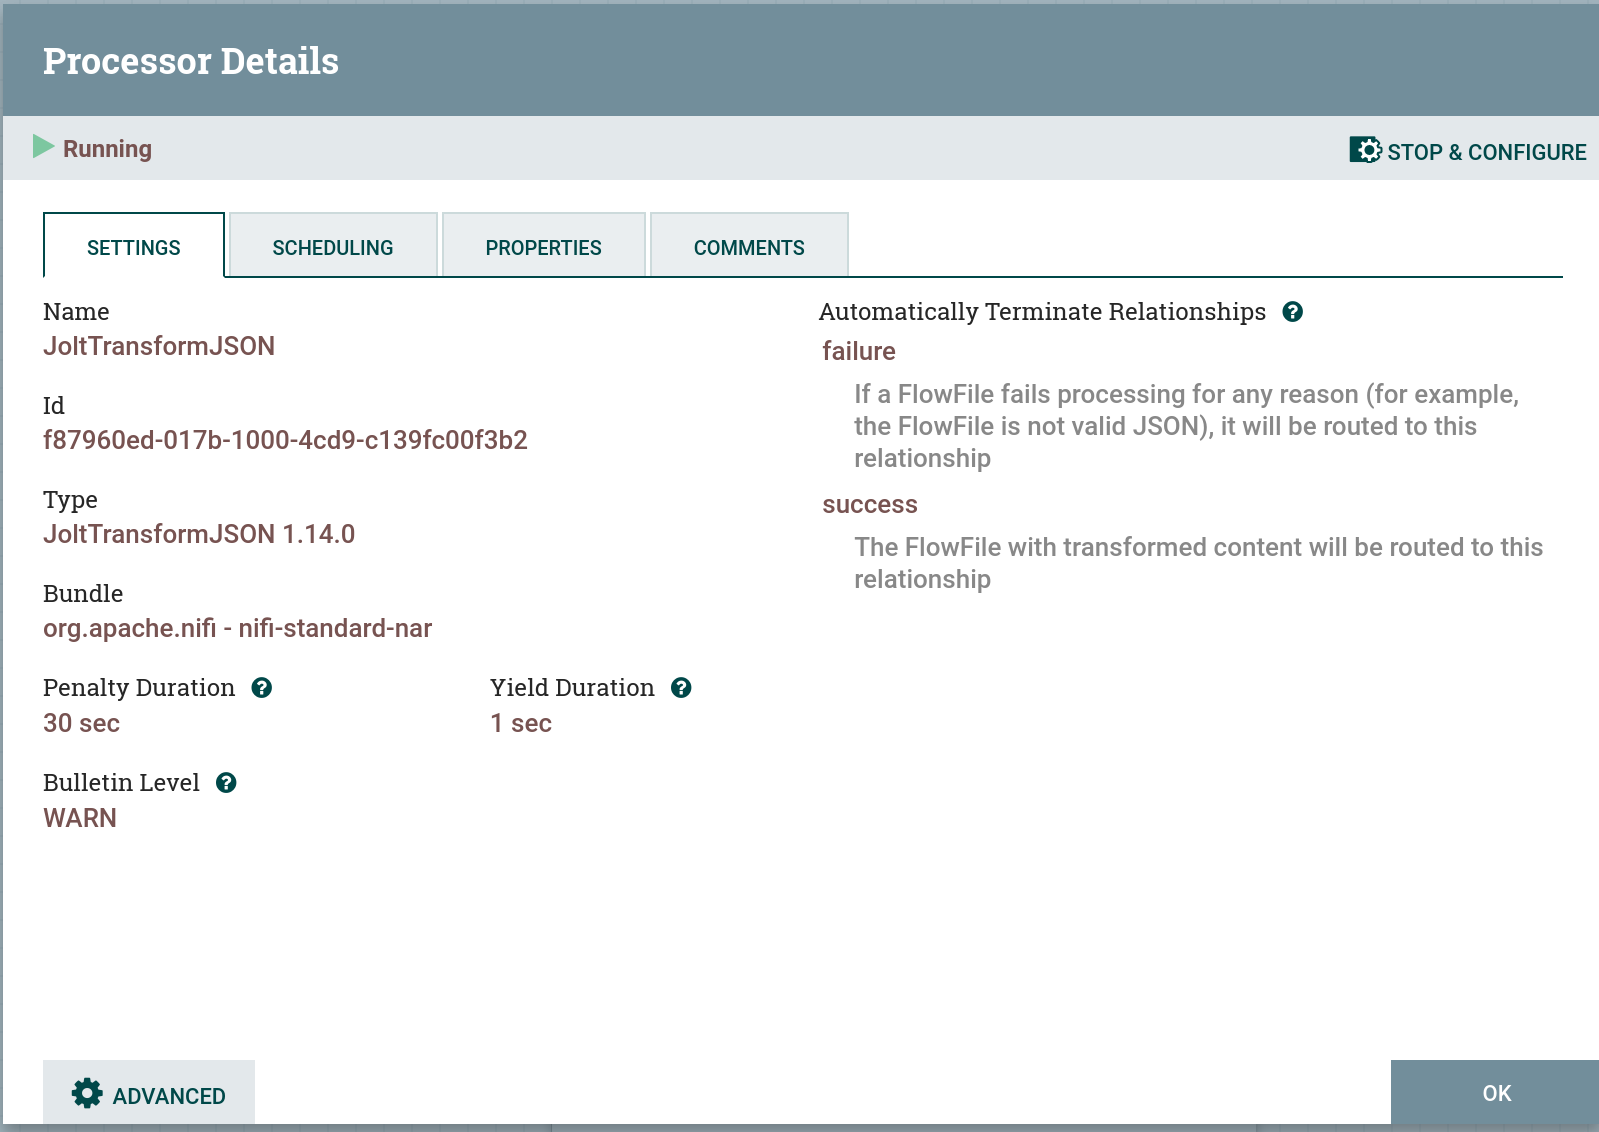 Processor Details
Running
STOP & CONFIGURE
SETTINGS
SCHEDULING
PROPERTIES
COMMENTS
Name
JoltTransformJSON
Id
f87960ed-017b-1000-4cd9-c139fc00f3b2
Type
JoltTransformJSON 1.14.0
Bundle
org.apache.nifi - nifi-standard-nar
Penalty Duration
30 sec
Yield Duration
1 sec
Bulletin Level
WARN
Automatically Terminate Relationships
failure
If a FlowFile fails processing for any reason (for example,
the FlowFile is not valid JSON), it will be routed to this
relationship
success
The FlowFile with transformed content will be routed to this
relationship
ADVANCED
OK